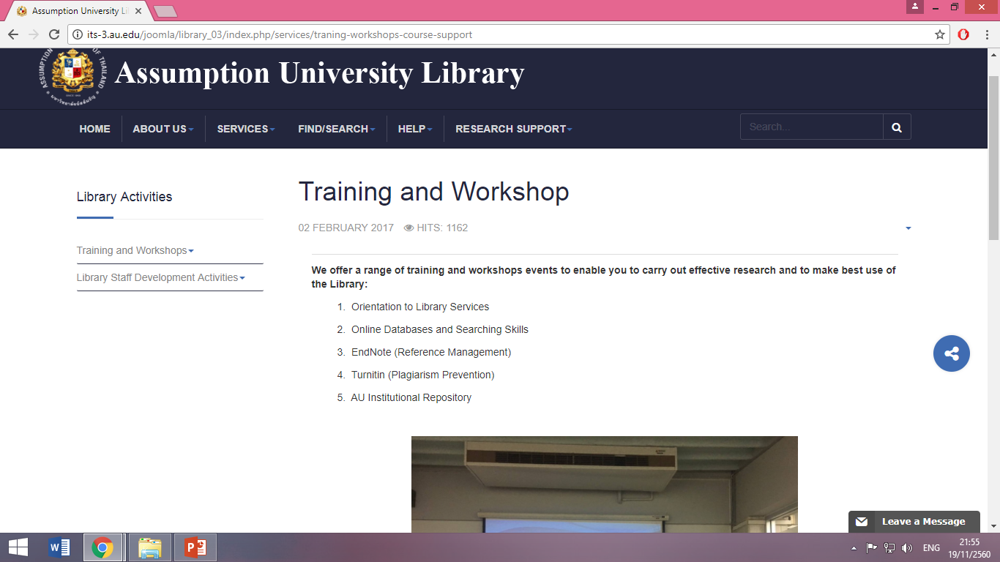 Assumption University Li
its-3.au.edu/joomla/library_03/index.php/services/traning-workshops-course-support
ASSUMPTION OF THAILAND
Assumption University Library
HOME ABOUT US SERVICES FIND/SEARCH HELP RESEARCH SUPPORT Search...
Library Activities
Training and Workshops
Library Staff Development Activities
Training and Workshop
02 FEBRUARY 2017 HITS: 1162
We offer a range of training and workshops events to enable you to carry out effective research and to make best use of
the Library:
1. Orientation to Library Services
2. Online Databases and Searching Skills
3. EndNote (Reference Management)
4. Turnitin (Plagiarism Prevention)
5. AU Institutional Repository
Leave a Message
ENG
21:55
19/11/2560